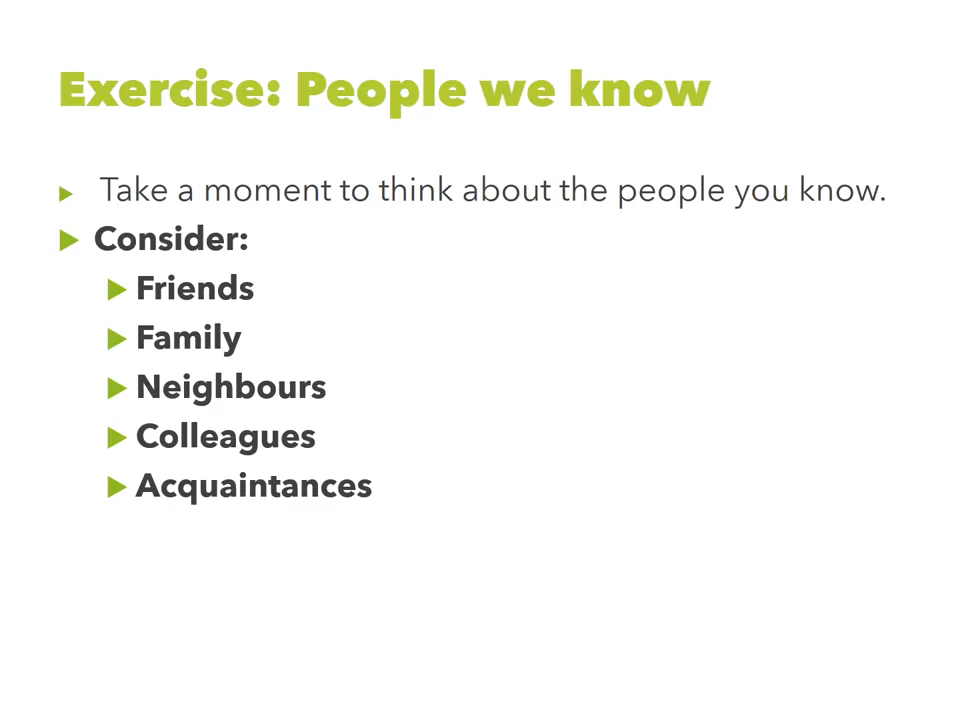 Exercise: People we know
Take a moment to think about the people you know.
Consider:
Friends
Family
Neighbours
Colleagues
Acquaintances